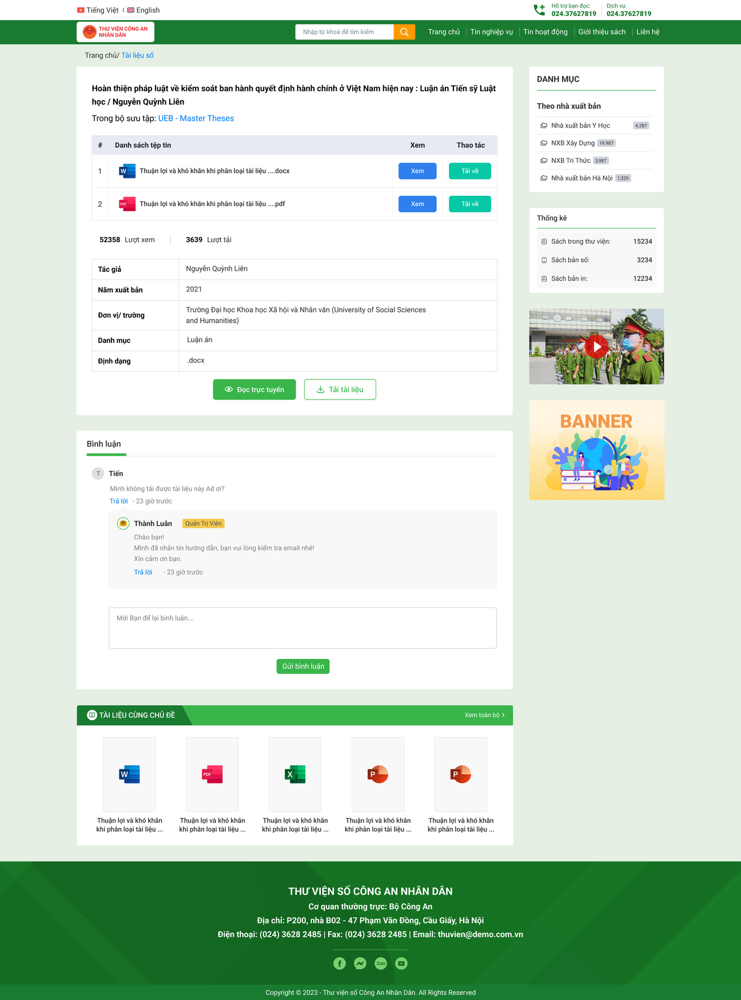 Tiếng Việt | English
Hỗ trợ bạn đọc:
024.37627819
Dịch vụ:
024.37627819
THƯ VIỆN CÔNG AN
NHÂN DÂN
Nhập từ khoá để tìm kiếm
Trang chủ | Tin nghiệp vụ | Tin hoạt động | Giới thiệu sách | Liên hệ
Trang chủ/ Tài liệu số
Hoàn thiện pháp luật về kiểm soát ban hành quyết định hành chính ở Việt Nam hiện nay : Luận án Tiến sỹ Luật
học / Nguyễn Quỳnh Liên
Trong bộ sưu tập: UEB - Master Theses
# Danh sách tệp tin Xem Thao tác
1 W Thuận lợi và khó khăn khi phân loại tài liệu ....docx Xem Tải về
2 PDF Thuận lợi và khó khăn khi phân loại tài liệu ....pdf Xem Tải về
52358 Lượt xem 3639 Lượt tải
Tác giả Nguyễn Quỳnh Liên
Năm xuất bản 2021
Đơn vị/ trường Trường Đại học Khoa học Xã hội và Nhân văn (University of Social Sciences
and Humanities)
Danh mục Luận án
Định dạng .docx
Đọc trực tuyến Tải tài liệu
DANH MỤC
Theo nhà xuất bản
Nhà xuất bản Y Học 4.287
NXB Xây Dựng 19.987
NXB Tri Thức 3,987
Nhà xuất bản Hà Nội 1,329
Thống kê
Sách trong thư viện: 15234
Sách bản số: 3234
Sách bản in: 12234
BANNER
Bình luận
T Tiến
Mình không tải được tài liệu này Ad ơi?
Trả lời - 23 giờ trước
Thành Luân Quản Trị Viên
Chào bạn!
Mình đã nhắn tin hướng dẫn, bạn vui lòng kiểm tra email nhé!
Xin cảm ơn bạn.
Trả lời - 23 giờ trước
Mời Bạn để lại bình luận...
Gửi bình luận
TÀI LIỆU CÙNG CHỦ ĐỀ Xem toàn bộ
W PDF X P P
Thuận lợi và khó khăn Thuận lợi và khó khăn Thuận lợi và khó khăn Thuận lợi và khó khăn Thuận lợi và khó khăn
khi phân loại tài liệu ... khi phân loại tài liệu ... khi phân loại tài liệu ... khi phân loại tài liệu ... khi phân loại tài liệu ...
THƯ VIỆN SỐ CÔNG AN NHÂN DÂN
Cơ quan thường trực: Bộ Công An
Địa chỉ: P200, nhà B02 - 47 Phạm Văn Đồng, Cầu Giấy, Hà Nội
Điện thoại: (024) 3628 2485 | Fax: (024) 3628 2485 | Email: thuvien@demo.com.vn
Zalo
Copyright © 2023 - Thư viện số Công An Nhân Dân. All Rights Reserved